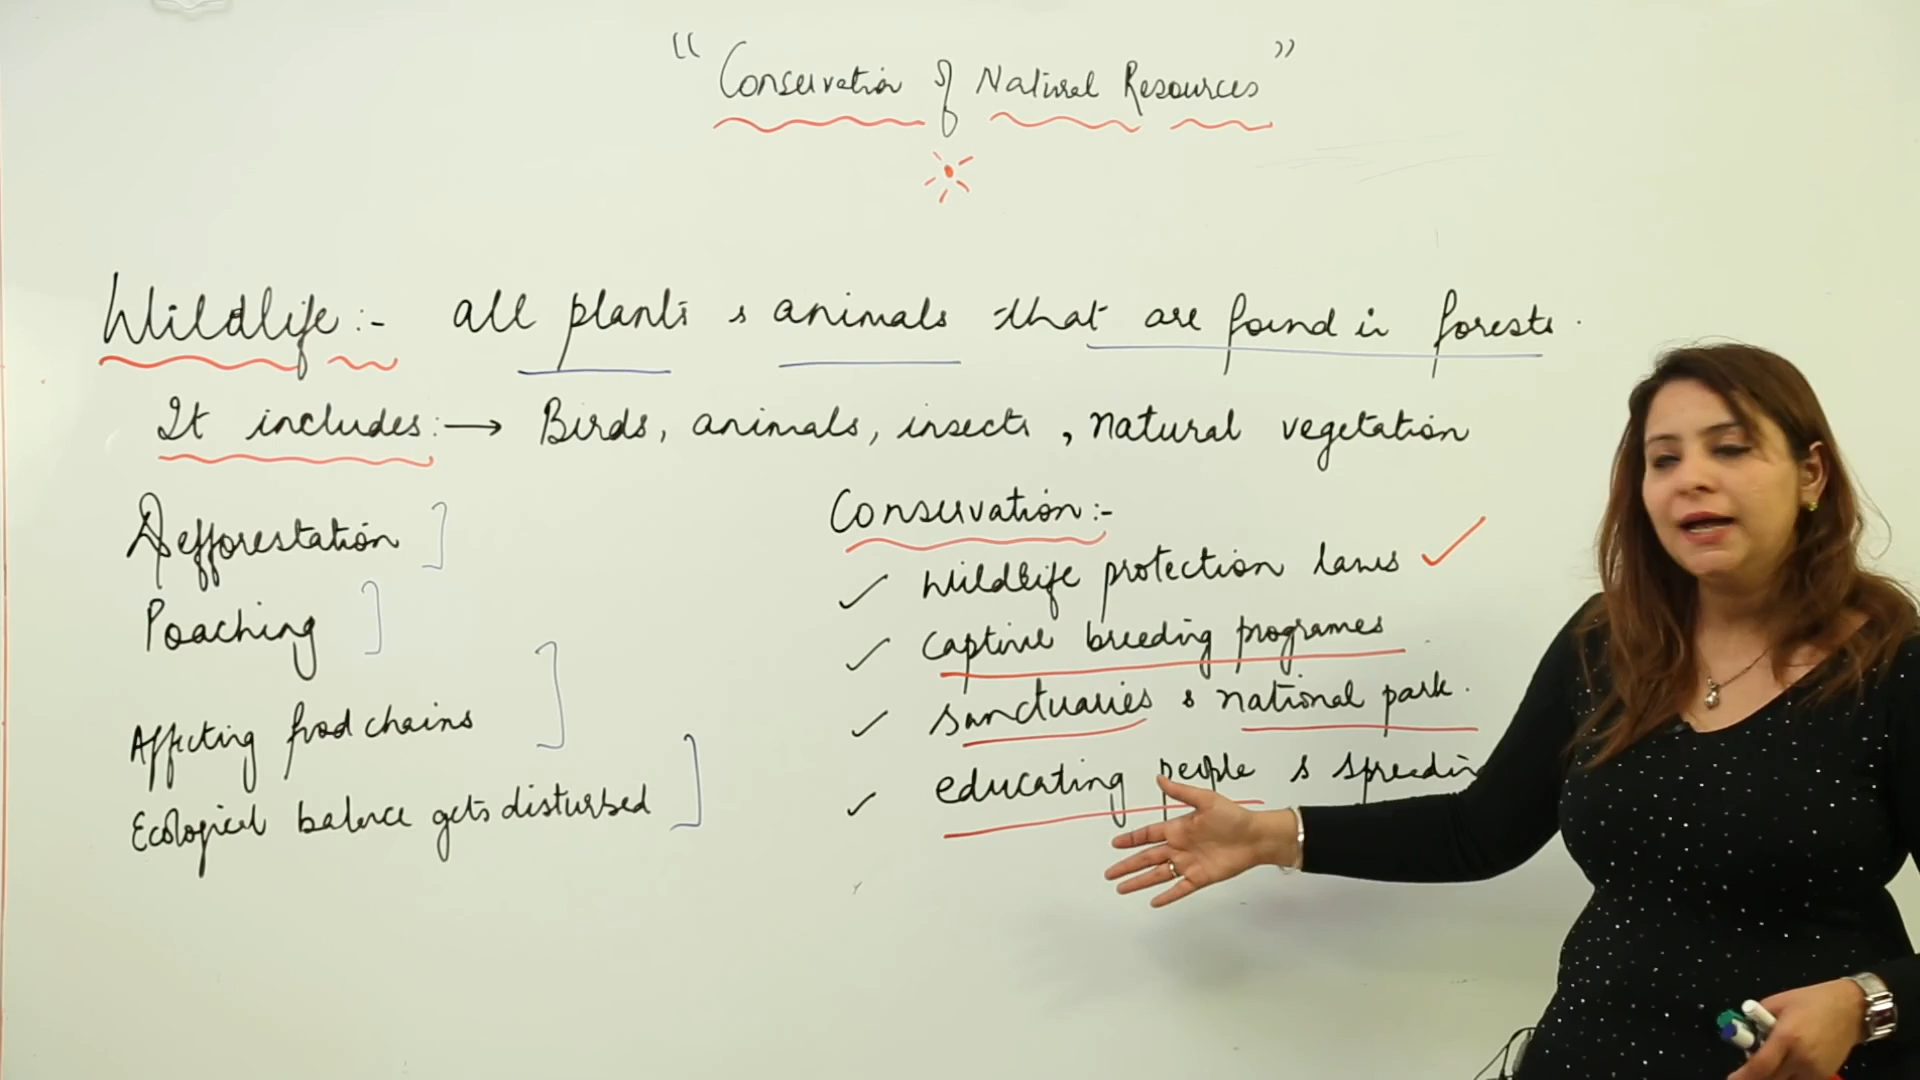 "Conservation of Natural Resources"
Wildlife:- all plants & animals that are found in forests.
It includes:→ Birds, animals, insects, natural vegetation
Defforestation
Poaching
Affecting food chains
Ecological balance gets disturbed
Conservation:-
✓ Wildlife protection laws ✓
✓ Captive breeding programes
✓ Sanctuaries & national park.
✓ educating people & spreadin